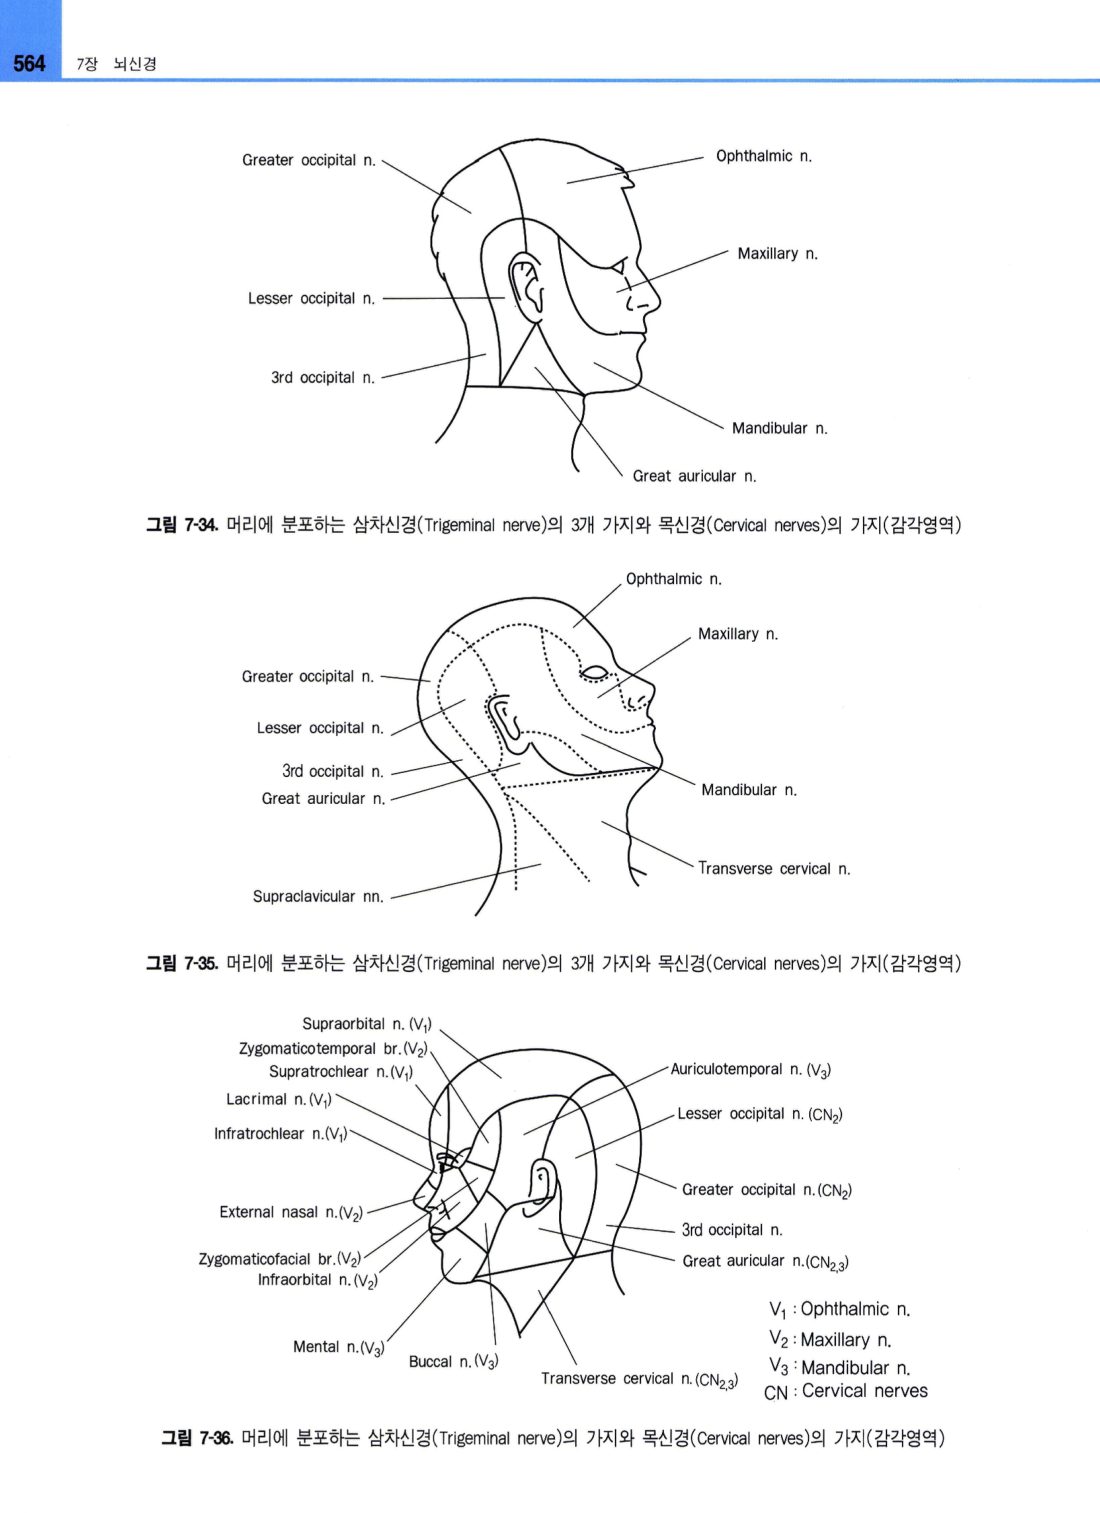 564 7장 뇌신경
Greater occipital n.
Ophthalmic n.
Maxillary n.
Lesser occipital n.
3rd occipital n.
Mandibular n.
Great auricular n.
그림 7-34. 머리에 분포하는 삼차신경(Trigeminal nerve)의 3개 가지와 목신경(Cervical nerves)의 가지(감각영역)
Ophthalmic n.
Maxillary n.
Greater occipital n.
Lesser occipital n.
3rd occipital n.
Great auricular n.
Mandibular n.
Transverse cervical n.
Supraclavicular nn.
그림 7-35. 머리에 분포하는 삼차신경(Trigeminal nerve)의 3개 가지와 목신경(Cervical nerves)의 가지(감각영역)
Supraorbital n. (V₁)
Zygomaticotemporal br.(V₂)
Supratrochlear n.(V₁)
Lacrimal n.(V₁)
Infratrochlear n.(V₁)
External nasal n.(V₂)
Zygomaticofacial br.(V₂)
Infraorbital n.(V₂)
Mental n.(V₃)
Buccal n.(V₃)
Transverse cervical n.(CN₂,₃)
Auriculotemporal n. (V₃)
Lesser occipital n. (CN₂)
Greater occipital n.(CN₂)
3rd occipital n.
Great auricular n.(CN₂,₃)
V₁ : Ophthalmic n.
V₂ : Maxillary n.
V₃ : Mandibular n.
CN : Cervical nerves
그림 7-36. 머리에 분포하는 삼차신경(Trigeminal nerve)의 가지와 목신경(Cervical nerves)의 가지(감각영역)